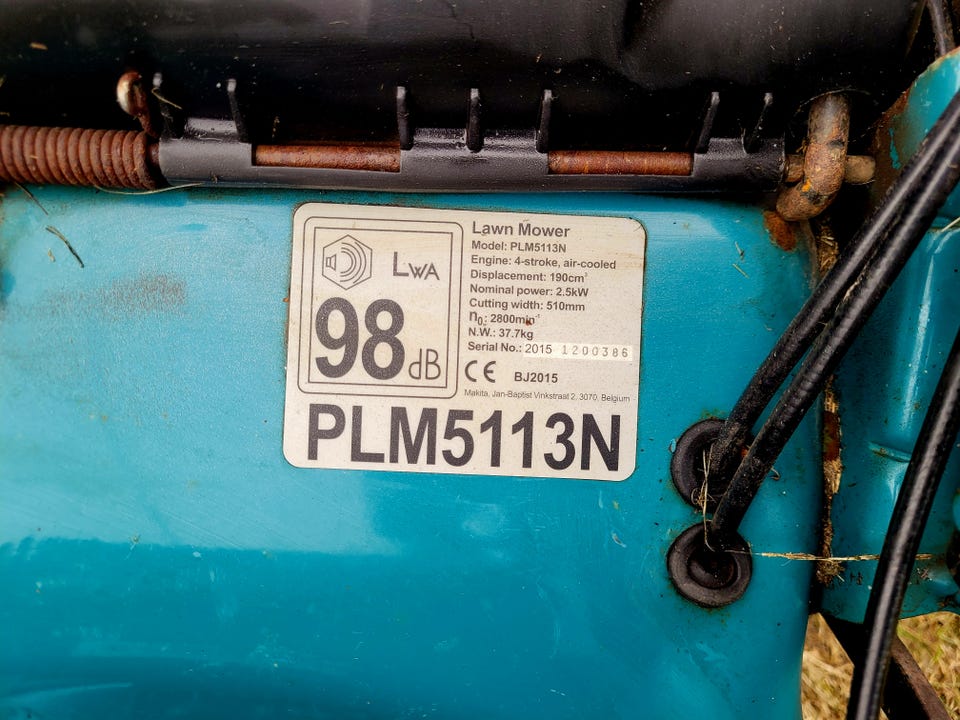 LWA
98 dB
Lawn Mower
Model: PLM5113N
Engine: 4-stroke, air-cooled
Displacement: 190cm³
Nominal power: 2.5kW
Cutting width: 510mm
n₀: 2800min⁻¹
N.W.: 37.7kg
Serial No.: 2015 1200386
CE BJ2015
Makita, Jan-Baptist Vinkstraat 2, 3070, Belgium
PLM5113N